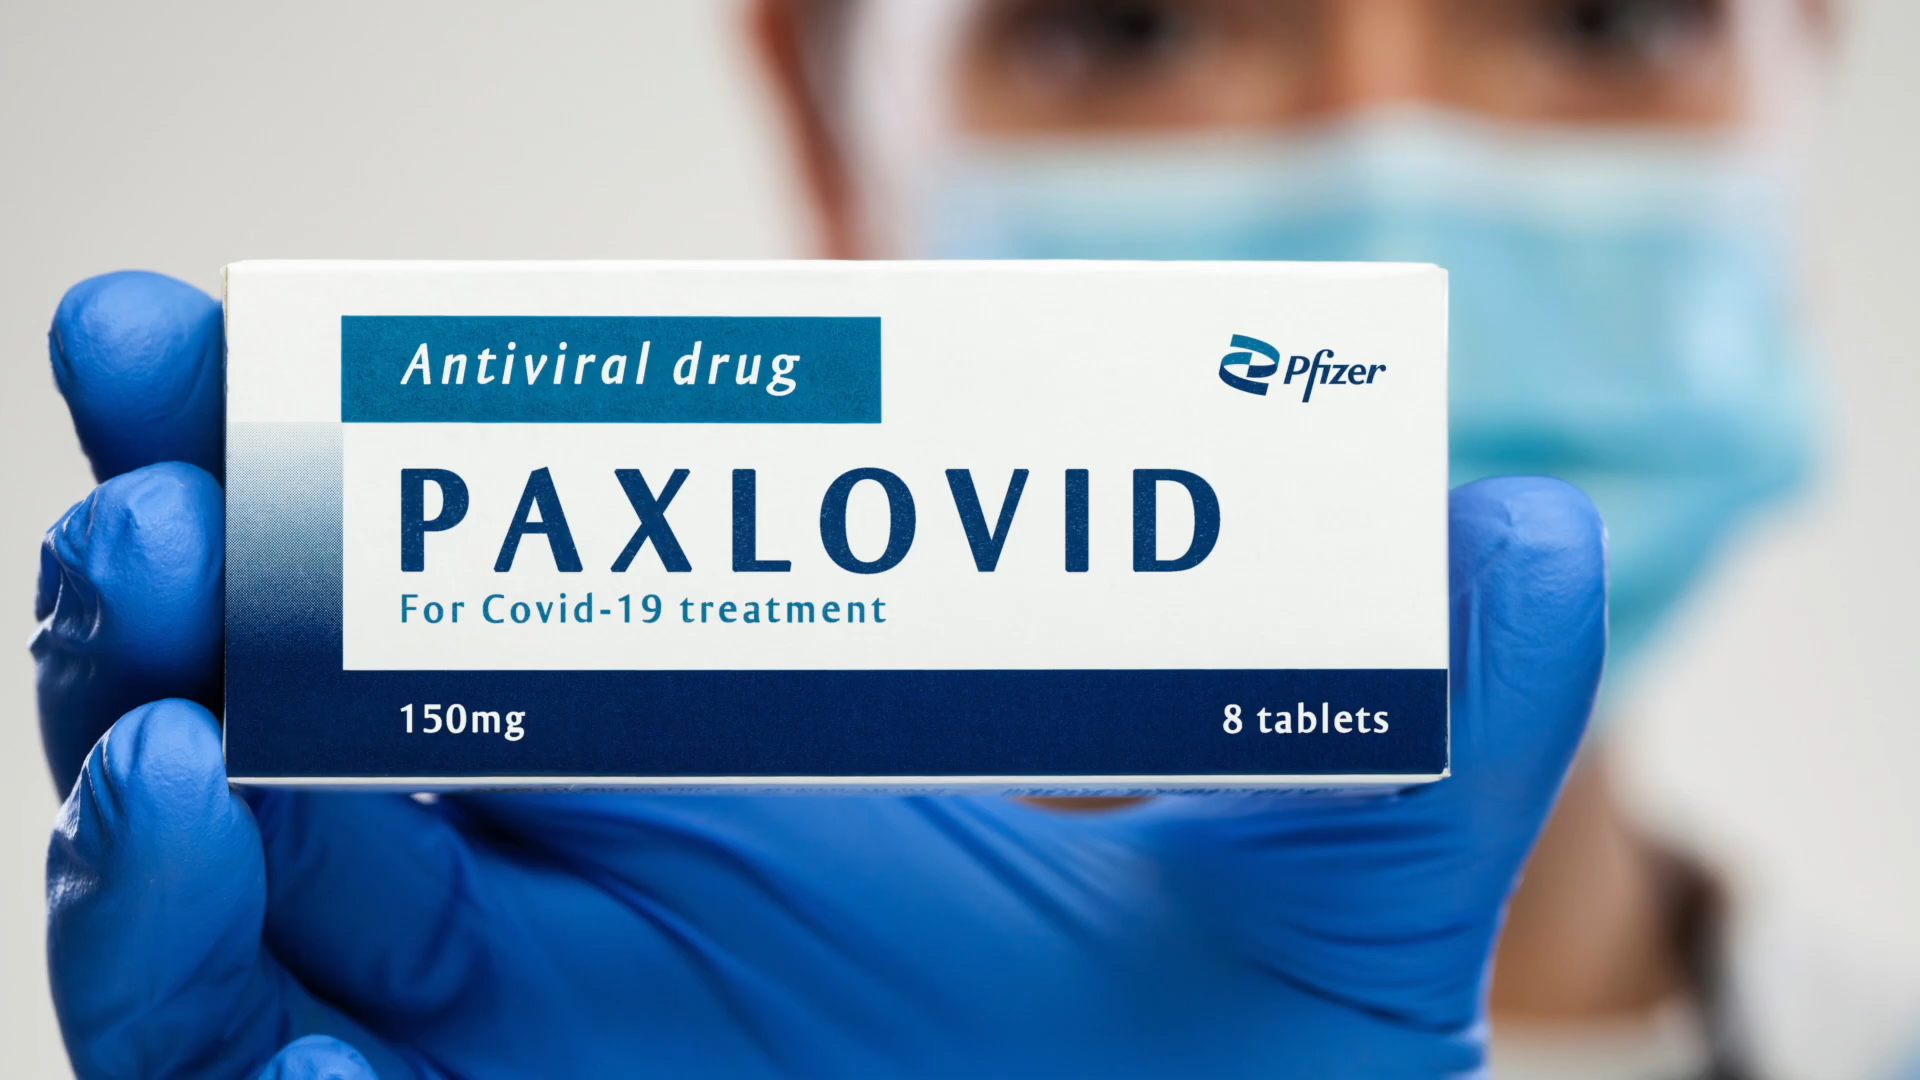 Antiviral drug
Pfizer
PAXLOVID
For Covid-19 treatment
150mg
8 tablets